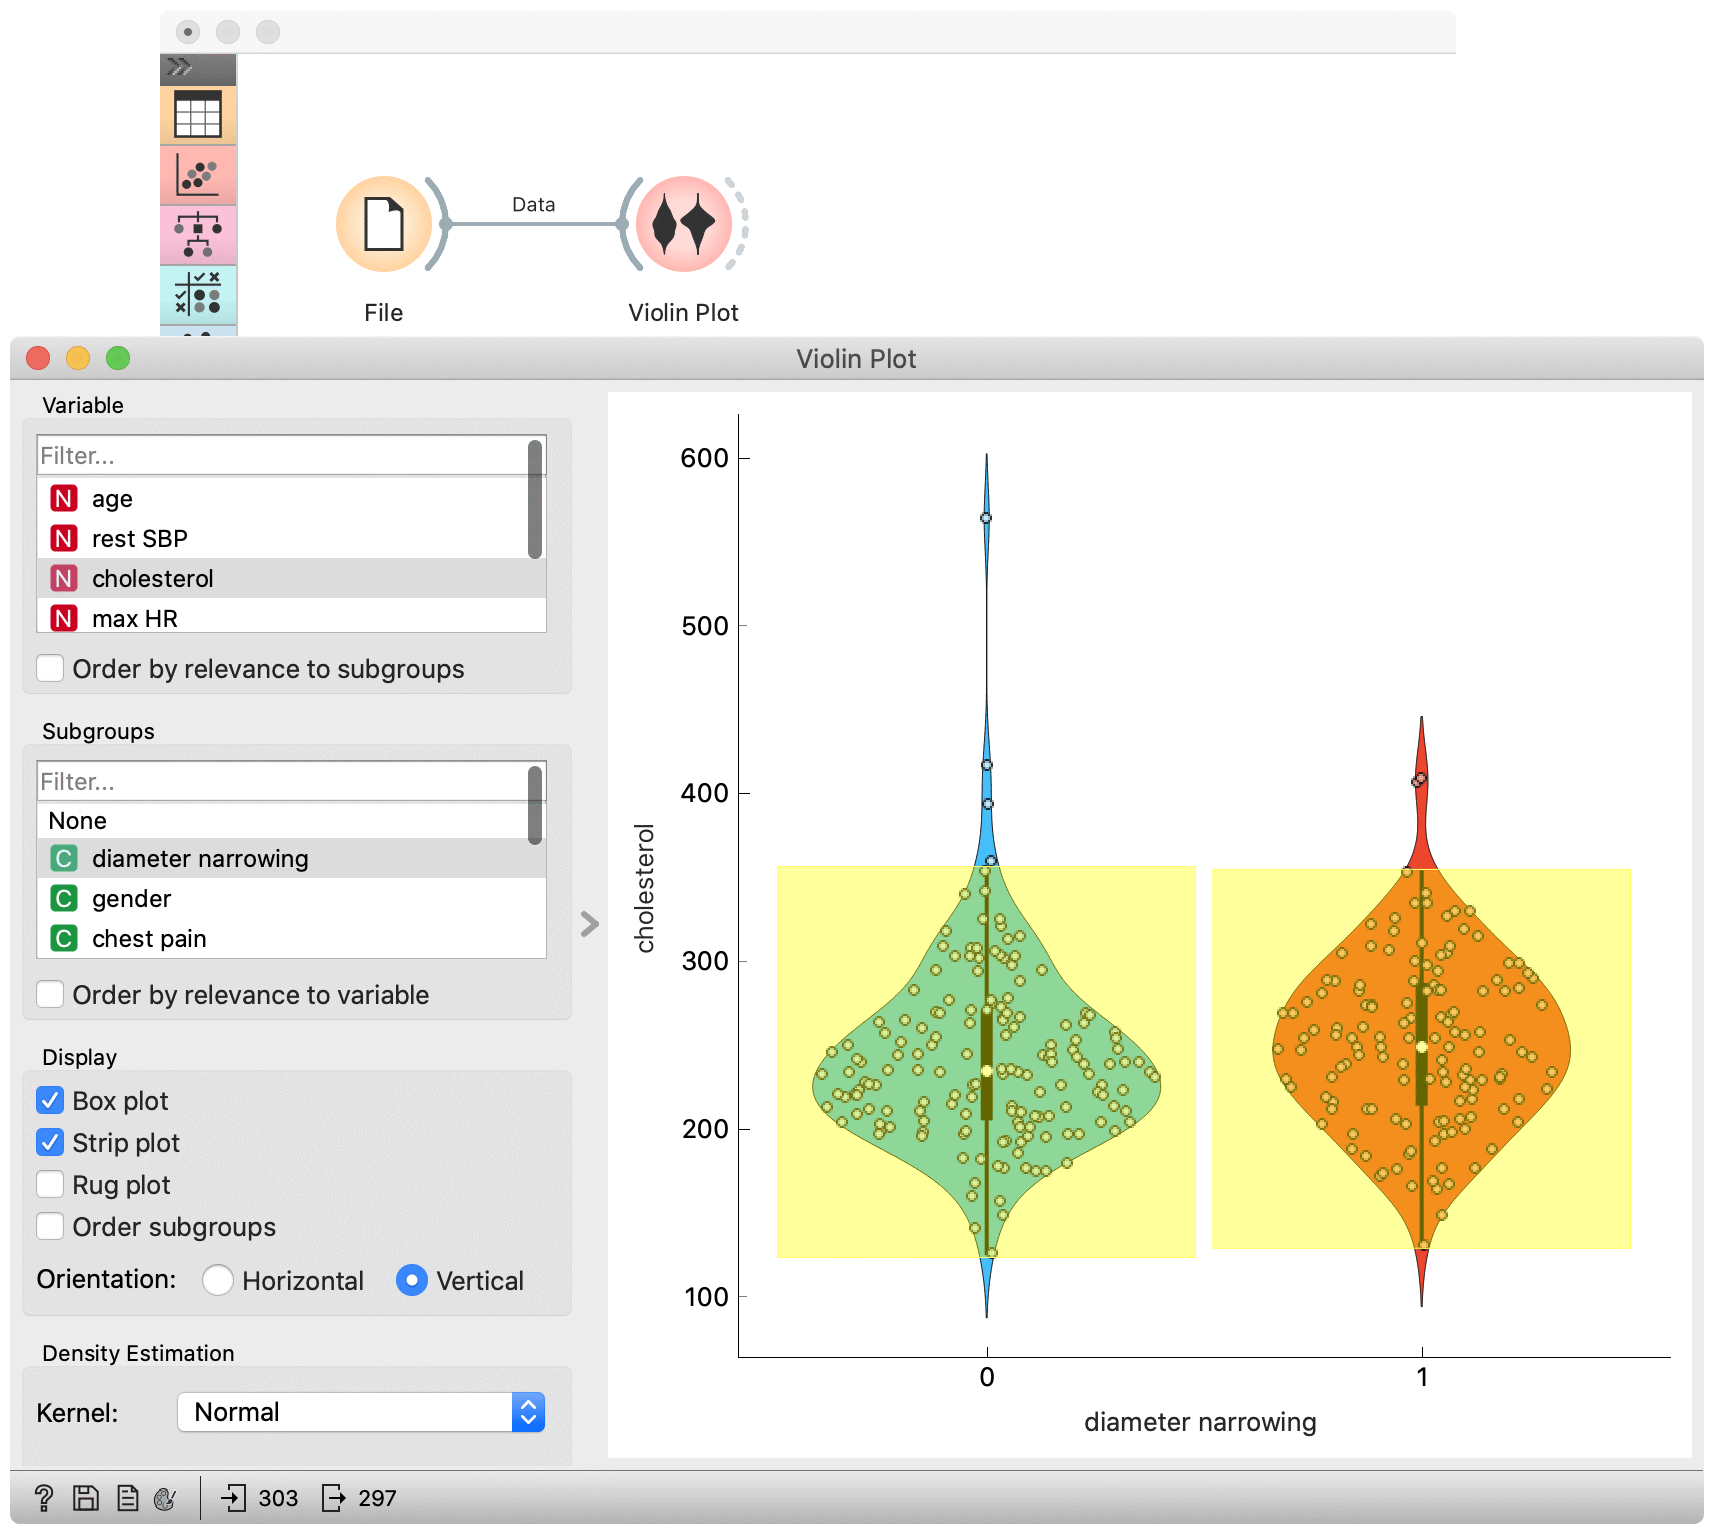 Data
File
Violin Plot
Violin Plot
Variable
Filter...
N age
N rest SBP
N cholesterol
N max HR
Order by relevance to subgroups
Subgroups
Filter...
None
C diameter narrowing
C gender
C chest pain
Order by relevance to variable
Display
Box plot
Strip plot
Rug plot
Order subgroups
Orientation: Horizontal Vertical
Density Estimation
Kernel: Normal
600
500
400
300
200
100
cholesterol
0 1
diameter narrowing
? 303 297